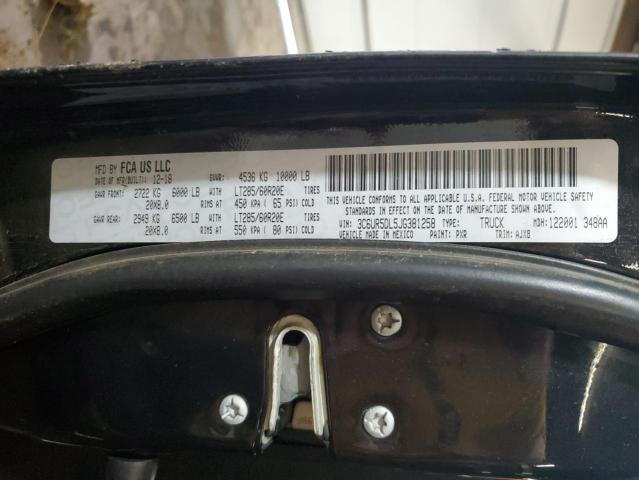 MFD BY FCA US LLC GVWR: 4536 KG 10000 LB
DATE OF MFR(BUILT): 12-18
GAWR FRONT: 2722 KG 6000 LB WITH LT285/60R20E TIRES
20X8.0 RIMS AT 450 KPA ( 65 PSI) COLD
GAWR REAR: 2949 KG 6500 LB WITH LT285/60R20E TIRES
20X8.0 RIMS AT 550 KPA ( 80 PSI) COLD
THIS VEHICLE CONFORMS TO ALL APPLICABLE U.S.A. FEDERAL MOTOR VEHICLE SAFETY
STANDARDS IN EFFECT ON THE DATE OF MANUFACTURE SHOWN ABOVE.
VIN: 3C6UR5DL5JG381258 TYPE: TRUCK MDH:122001 348AA
VEHICLE MADE IN MEXICO PAINT: PXR TRIM: AJX8